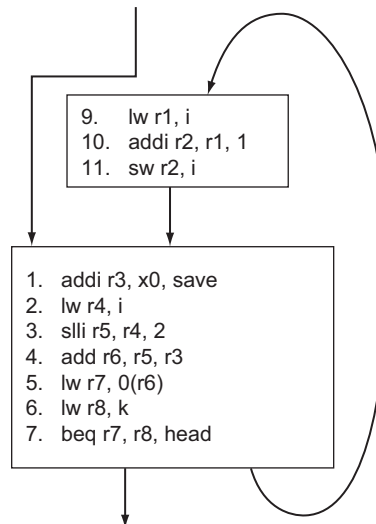 9. lw r1, i
10. addi r2, r1, 1
11. sw r2, i
1. addi r3, x0, save
2. lw r4, i
3. slli r5, r4, 2
4. add r6, r5, r3
5. lw r7, 0(r6)
6. lw r8, k
7. beq r7, r8, head